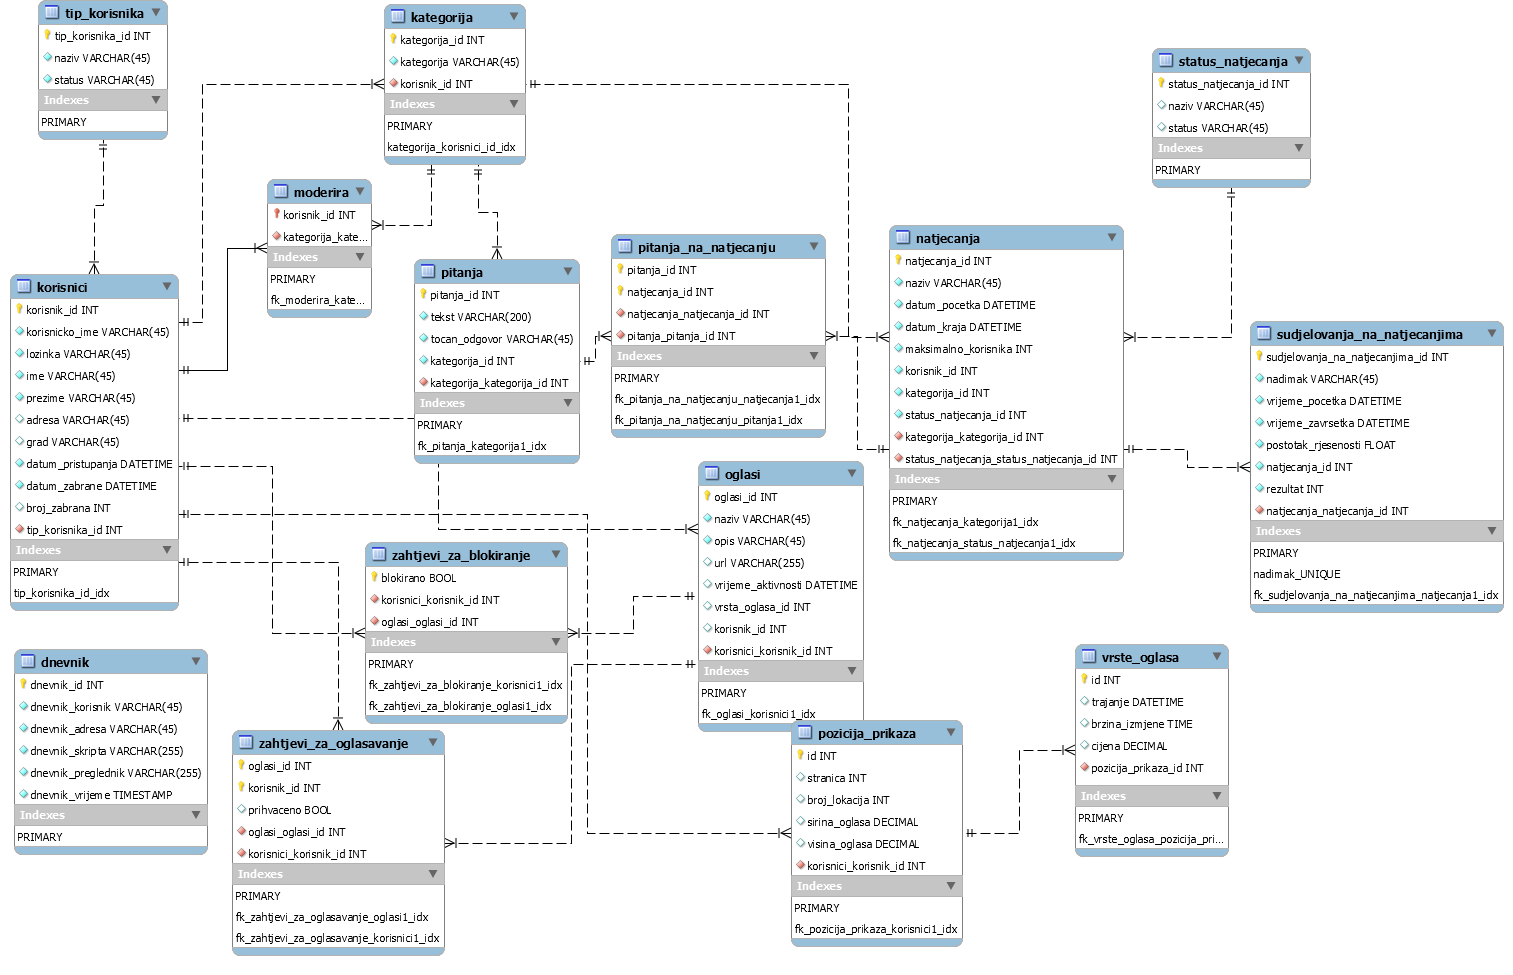 tip_korisnika
tip_korisnika_id INT
naziv VARCHAR(45)
status VARCHAR(45)
Indexes
PRIMARY
kategorija
kategorija_id INT
kategorija VARCHAR(45)
korisnik_id INT
Indexes
PRIMARY
kategorija_korisnici_id_idx
status_natjecanja
status_natjecanja_id INT
naziv VARCHAR(45)
status VARCHAR(45)
Indexes
PRIMARY
moderira
korisnik_id INT
kategorija_kate...
Indexes
PRIMARY
fk_moderira_kate...
korisnici
korisnik_id INT
korisnicko_ime VARCHAR(45)
lozinka VARCHAR(45)
ime VARCHAR(45)
prezime VARCHAR(45)
adresa VARCHAR(45)
grad VARCHAR(45)
datum_pristupanja DATETIME
datum_zabrane DATETIME
broj_zabrana INT
tip_korisnika_id INT
Indexes
PRIMARY
tip_korisnika_id_idx
pitanja
pitanja_id INT
tekst VARCHAR(200)
tocan_odgovor VARCHAR(45)
kategorija_id INT
kategorija_kategorija_id INT
Indexes
PRIMARY
fk_pitanja_kategorija1_idx
pitanja_na_natjecanju
pitanja_id INT
natjecanja_id INT
natjecanja_natjecanja_id INT
pitanja_pitanja_id INT
Indexes
PRIMARY
fk_pitanja_na_natjecanju_natjecanja1_idx
fk_pitanja_na_natjecanju_pitanja1_idx
natjecanja
natjecanja_id INT
naziv VARCHAR(45)
datum_pocetka DATETIME
datum_kraja DATETIME
maksimalno_korisnika INT
korisnik_id INT
kategorija_id INT
status_natjecanja_id INT
kategorija_kategorija_id INT
status_natjecanja_status_natjecanja_id INT
Indexes
PRIMARY
fk_natjecanja_kategorija1_idx
fk_natjecanja_status_natjecanja1_idx
sudjelovanja_na_natjecanjima
sudjelovanja_na_natjecanjima_id INT
nadimak VARCHAR(45)
vrijeme_pocetka DATETIME
vrijeme_zavrsetka DATETIME
postotak_rjesenosti FLOAT
natjecanja_id INT
rezultat INT
natjecanja_natjecanja_id INT
Indexes
PRIMARY
nadimak_UNIQUE
fk_sudjelovanja_na_natjecanjima_natjecanja1_idx
oglasi
oglasi_id INT
naziv VARCHAR(45)
opis VARCHAR(45)
url VARCHAR(255)
vrijeme_aktivnosti DATETIME
vrsta_oglasa_id INT
korisnik_id INT
korisnici_korisnik_id INT
Indexes
PRIMARY
fk_oglasi_korisnici1_idx
zahtjevi_za_blokiranje
blokirano BOOL
korisnici_korisnik_id INT
oglasi_oglasi_id INT
Indexes
PRIMARY
fk_zahtjevi_za_blokiranje_korisnici1_idx
fk_zahtjevi_za_blokiranje_oglasi1_idx
dnevnik
dnevnik_id INT
dnevnik_korisnik VARCHAR(45)
dnevnik_adresa VARCHAR(45)
dnevnik_skripta VARCHAR(255)
dnevnik_preglednik VARCHAR(255)
dnevnik_vrijeme TIMESTAMP
Indexes
PRIMARY
zahtjevi_za_oglasavanje
oglasi_id INT
korisnik_id INT
prihvaceno BOOL
oglasi_oglasi_id INT
korisnici_korisnik_id INT
Indexes
PRIMARY
fk_zahtjevi_za_oglasavanje_oglasi1_idx
fk_zahtjevi_za_oglasavanje_korisnici1_idx
pozicija_prikaza
id INT
stranica INT
broj_lokacija INT
sirina_oglasa DECIMAL
visina_oglasa DECIMAL
korisnici_korisnik_id INT
Indexes
PRIMARY
fk_pozicija_prikaza_korisnici1_idx
vrste_oglasa
id INT
trajanje DATETIME
brzina_izmjene TIME
cijena DECIMAL
pozicija_prikaza_id INT
Indexes
PRIMARY
fk_vrste_oglasa_pozicija_pri...